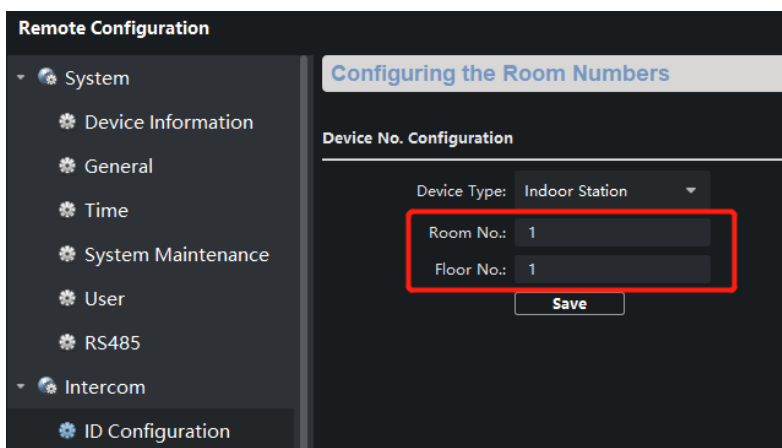 Remote Configuration
System
Device Information
General
Time
System Maintenance
User
RS485
Intercom
ID Configuration
Configuring the Room Numbers
Device No. Configuration
Device Type: Indoor Station
Room No.: 1
Floor No.: 1
Save